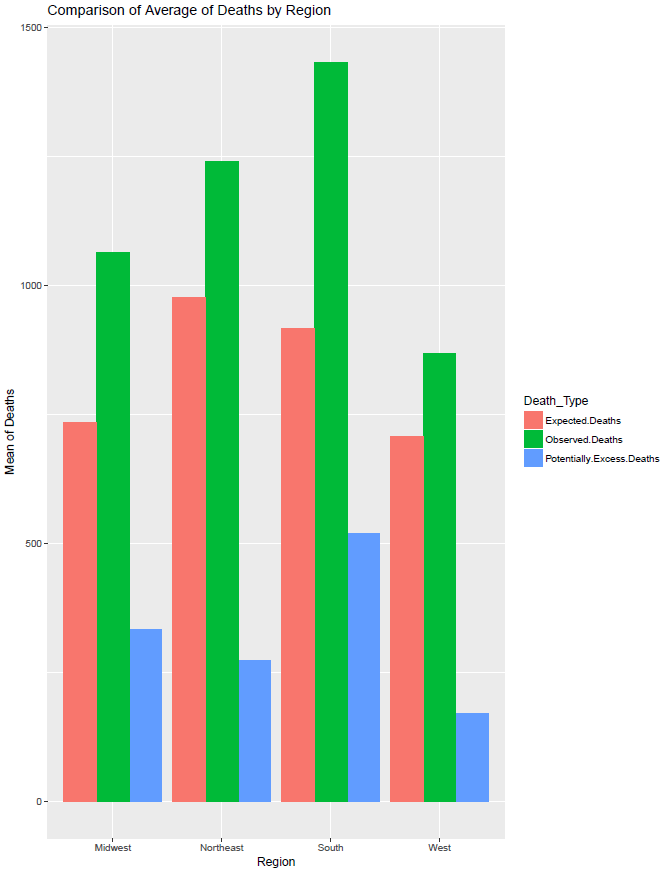 Comparison of Average of Deaths by Region
1500
1000
500
0
Mean of Deaths
Midwest
Northeast
South
West
Region
Death_Type
Expected.Deaths
Observed.Deaths
Potentially.Excess.Deaths